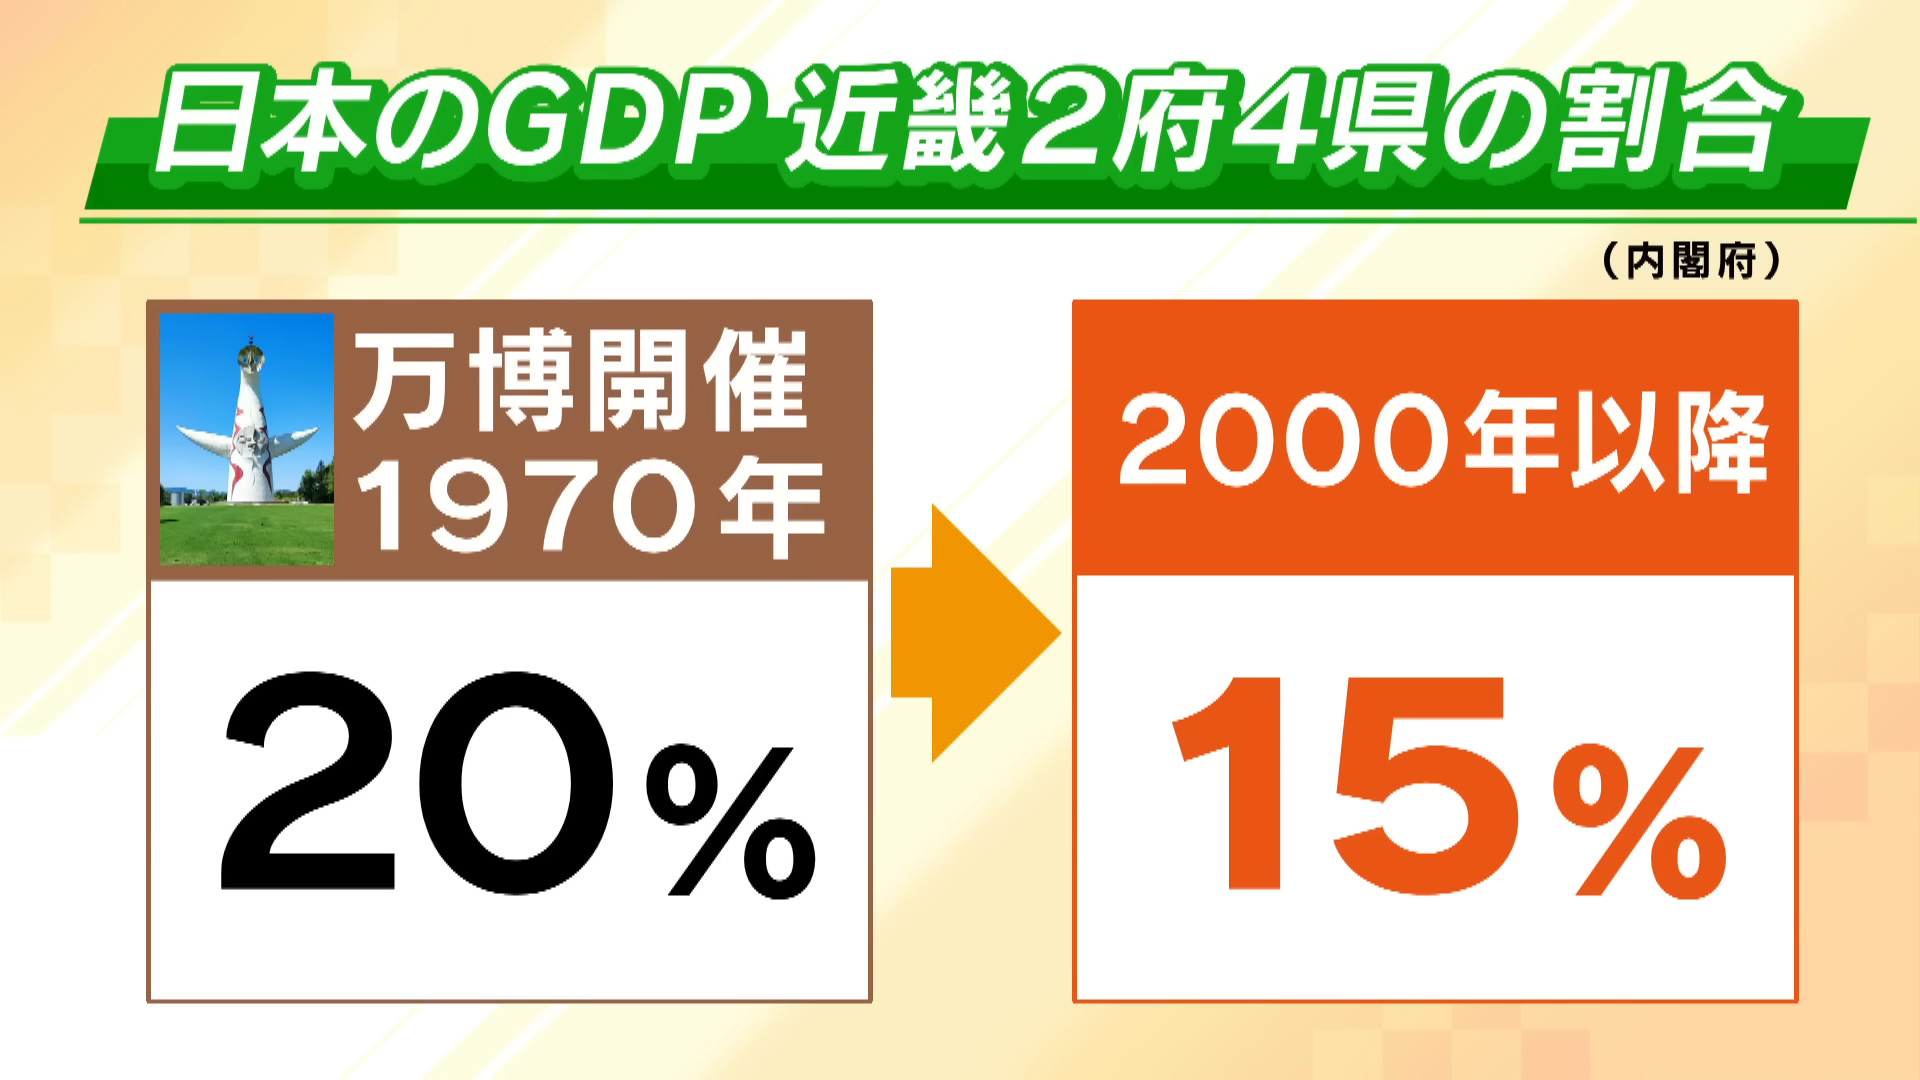 日本のGDP 近畿2府4県の割合
（内閣府）
万博開催
1970年
20%
2000年以降
15%